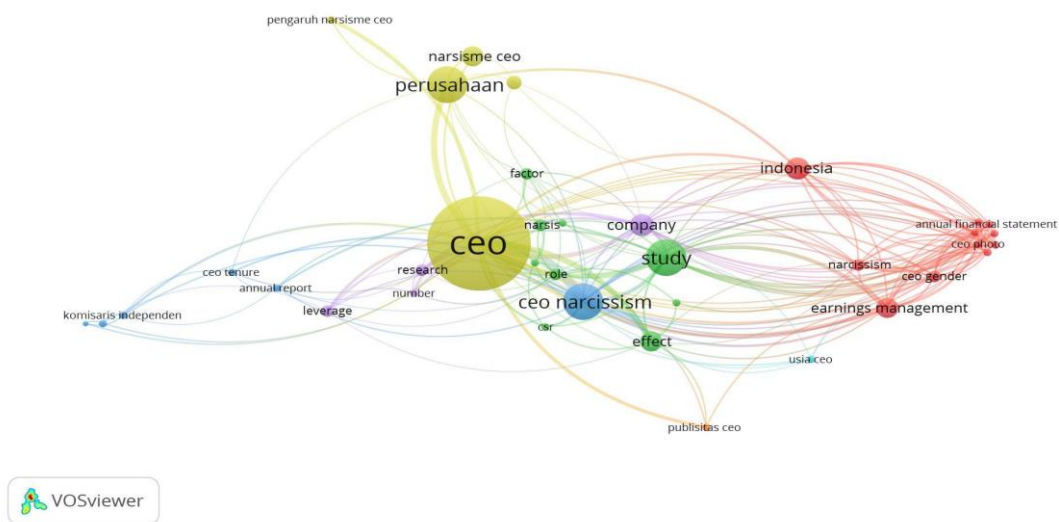 pengaruh narsisme ceo
narsisme ceo
perusahaan
factor
indonesia
narsis
company
annual financial statement
study
ceo photo
ceo
ceo tenure
research
role
narcissism
ceo gender
annual report
number
ceo narcissism
leverage
earnings management
komisaris independen
csr
effect
usia ceo
publisitas ceo
VOSviewer